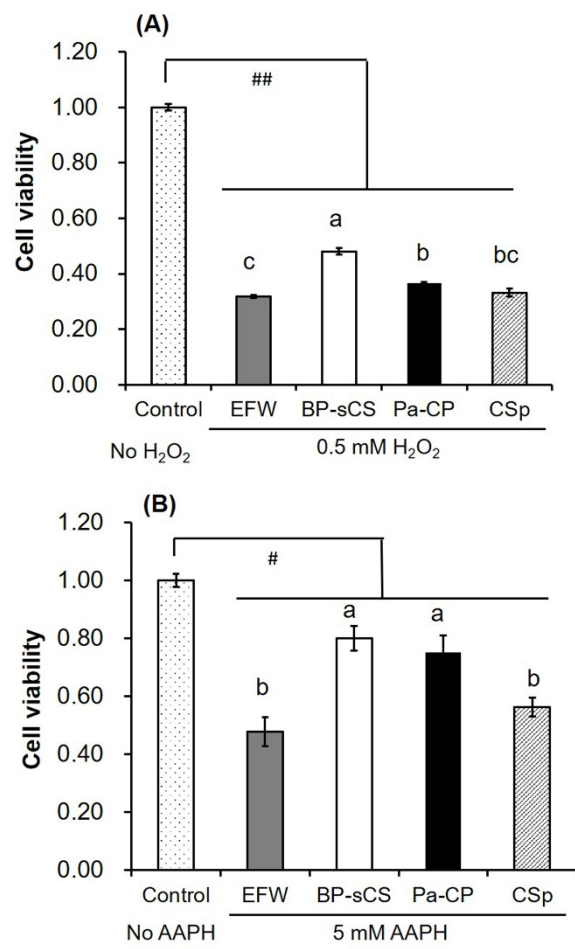 (A)
Cell viability
1.20
1.00
0.80
0.60
0.40
0.20
0.00
##
c
a
b
bc
Control EFW BP-sCS Pa-CP CSp
No H₂O₂ 0.5 mM H₂O₂
(B)
Cell viability
1.20
1.00
0.80
0.60
0.40
0.20
0.00
#
b
a
a
b
Control EFW BP-sCS Pa-CP CSp
No AAPH 5 mM AAPH